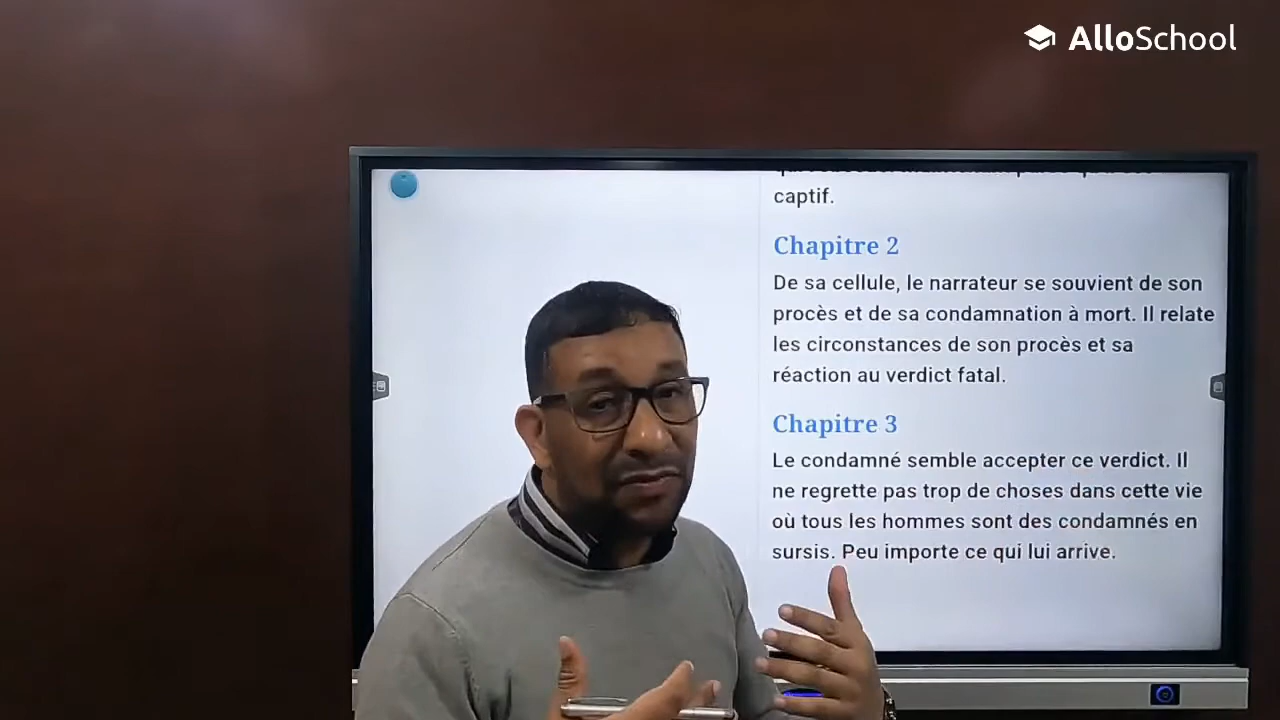 AlloSchool
captif.
Chapitre 2
De sa cellule, le narrateur se souvient de son
procès et de sa condamnation à mort. Il relate
les circonstances de son procès et sa
réaction au verdict fatal.
Chapitre 3
Le condamné semble accepter ce verdict. Il
ne regrette pas trop de choses dans cette vie
où tous les hommes sont des condamnés en
sursis. Peu importe ce qui lui arrive.